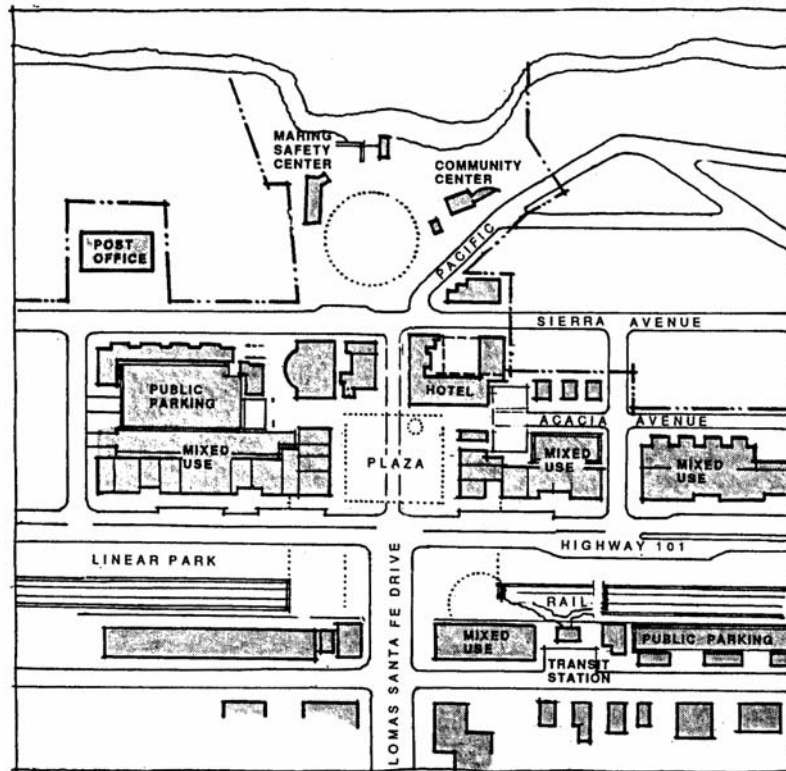 MARING
SAFETY
CENTER
COMMUNITY
CENTER
POST
OFFICE
PACIFIC
SIERRA AVENUE
PUBLIC
PARKING
HOTEL
ACACIA AVENUE
MIXED
USE
PLAZA
MIXED
USE
MIXED
USE
HIGHWAY 101
LINEAR PARK
LOMAS SANTA FE DRIVE
RAIL
MIXED
USE
PUBLIC PARKING
TRANSIT
STATION